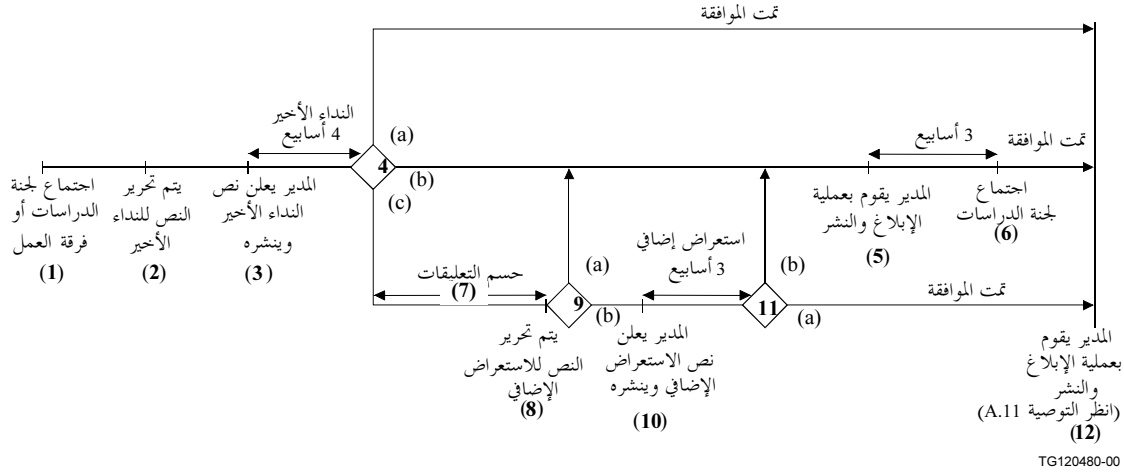 تمت الموافقة
النداء الأخير
4 أسابيع
(a)
4
(b)
(c)
3 أسابيع
تمت الموافقة
اجتماع لجنة
الدراسات أو
فرقة العمل
(1)
يتم تحرير
النص للنداء
الأخير
(2)
المدير يعلن نص
النداء الأخير
وينشره
(3)
المدير يقوم بعملية
الإبلاغ والنشر
(5)
اجتماع
لجنة الدراسات
(6)
حسم التعليقات
(7)
(a)
9
(b)
استعراض إضافي
3 أسابيع
(b)
11
(a)
تمت الموافقة
يتم تحرير
النص للاستعراض
الإضافي
(8)
المدير يعلن
نص الاستعراض
الإضافي وينشره
(10)
المدير يقوم
بعملية الإبلاغ
والنشر
(انظر التوصية A.11)
(12)
TG120480-00